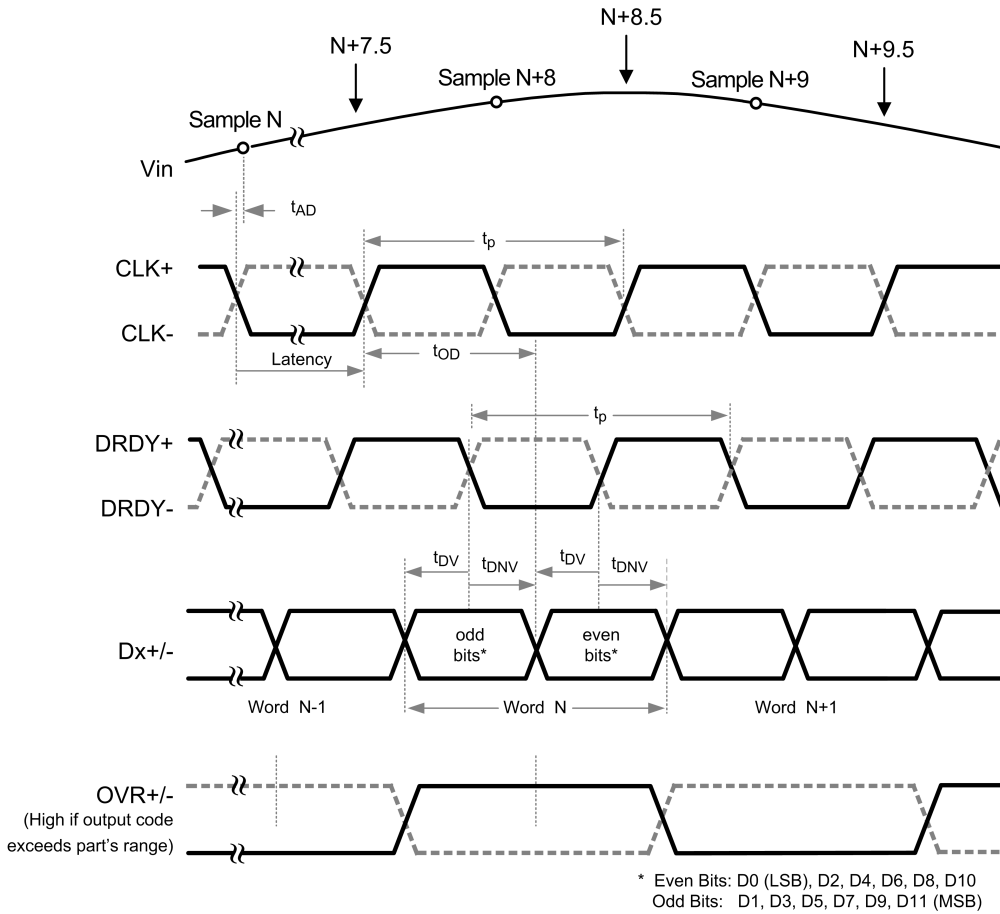 N+8.5
N+7.5
N+9.5
Sample N+8
Sample N+9
Sample N
Vin
tAD
tp
CLK+
CLK-
Latency
tOD
tp
DRDY+
DRDY-
tDV
tDNV
tDV
tDNV
odd
bits*
even
bits*
Dx+/-
Word N-1
Word N
Word N+1
OVR+/-
(High if output code
exceeds part's range)
* Even Bits: D0 (LSB), D2, D4, D6, D8, D10
Odd Bits: D1, D3, D5, D7, D9, D11 (MSB)